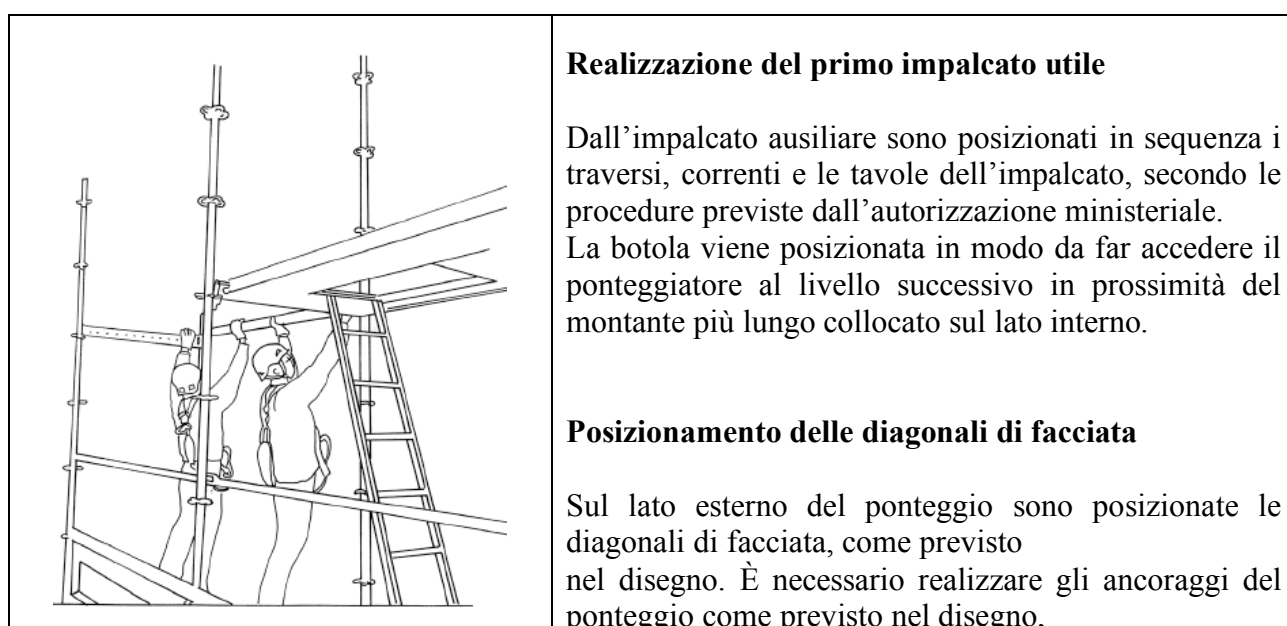 Realizzazione del primo impalcato utile
Dall’impalcato ausiliare sono posizionati in sequenza i
traversi, correnti e le tavole dell’impalcato, secondo le
procedure previste dall’autorizzazione ministeriale.
La botola viene posizionata in modo da far accedere il
ponteggiatore al livello successivo in prossimità del
montante più lungo collocato sul lato interno.
Posizionamento delle diagonali di facciata
Sul lato esterno del ponteggio sono posizionate le
diagonali di facciata, come previsto
nel disegno. È necessario realizzare gli ancoraggi del
ponteggio come previsto nel disegno,